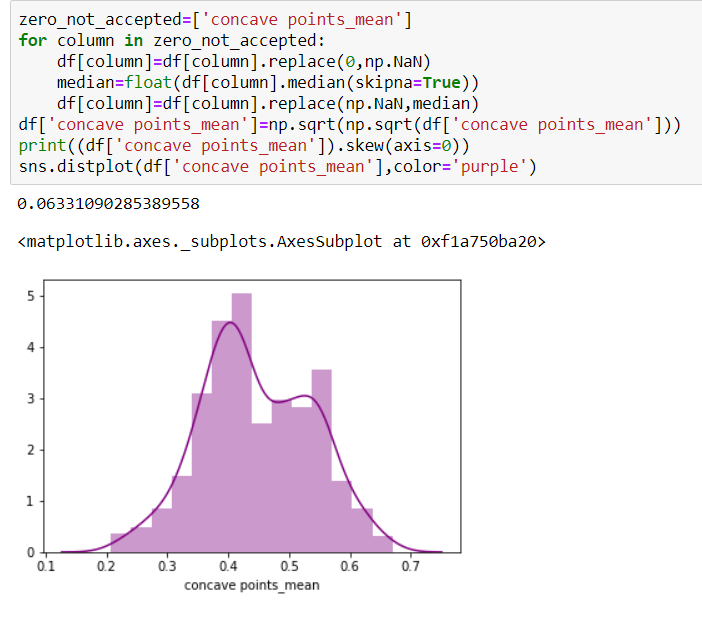 zero_not_accepted=['concave points_mean']
for column in zero_not_accepted:
    df[column]=df[column].replace(0,np.NaN)
    median=float(df[column].median(skipna=True))
    df[column]=df[column].replace(np.NaN,median)
df['concave points_mean']=np.sqrt(np.sqrt(df['concave points_mean']))
print((df['concave points_mean']).skew(axis=0))
sns.distplot(df['concave points_mean'],color='purple')
0.06331090285389558
<matplotlib.axes._subplots.AxesSubplot at 0xf1a750ba20>
5
4
3
2
1
0
0.1 0.2 0.3 0.4 0.5 0.6 0.7
concave points_mean